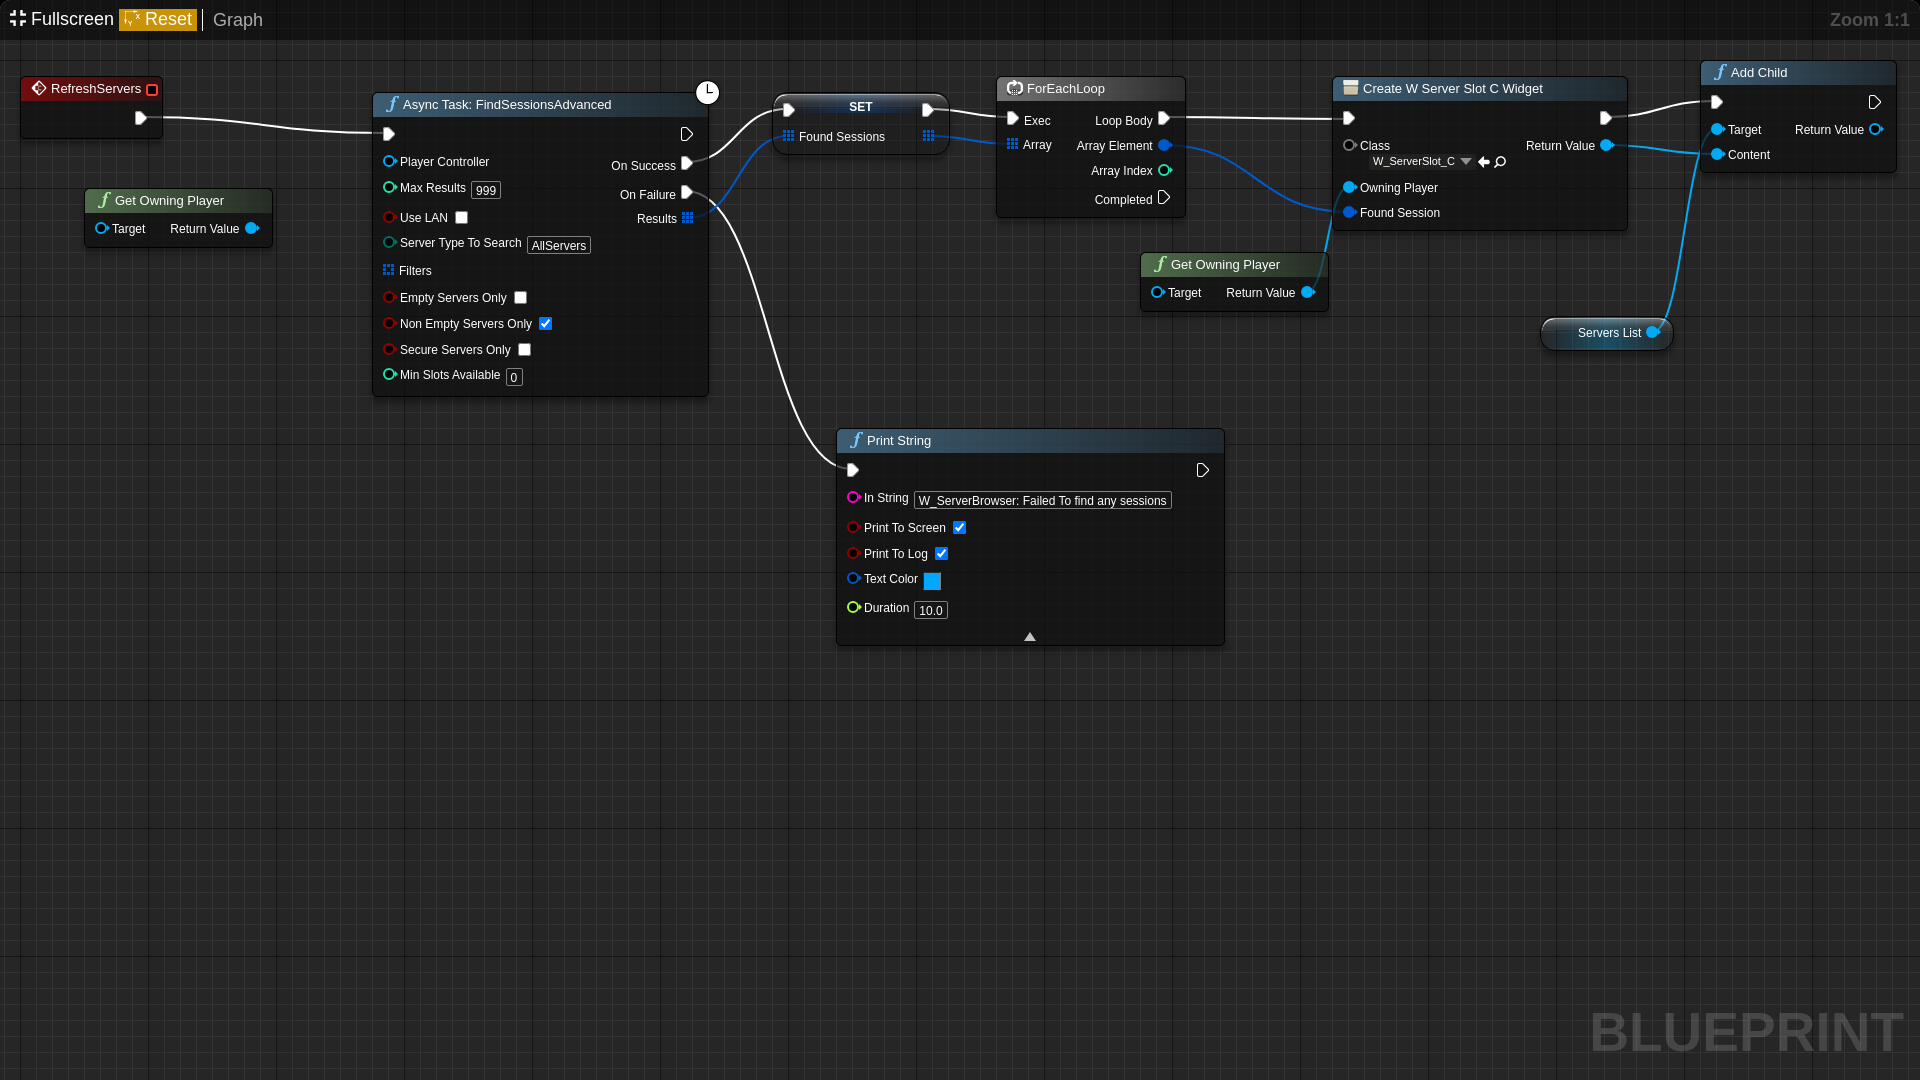 Fullscreen Reset Graph
Zoom 1:1
RefreshServers
Get Owning Player
Target Return Value
Async Task: FindSessionsAdvanced
Player Controller
On Success
Max Results 999
On Failure
Use LAN
Results
Server Type To Search AllServers
Filters
Empty Servers Only
Non Empty Servers Only
Secure Servers Only
Min Slots Available 0
SET
Found Sessions
ForEachLoop
Exec Loop Body
Array Array Element
Array Index
Completed
Get Owning Player
Target Return Value
Create W Server Slot C Widget
Class Return Value
W_ServerSlot_C
Owning Player
Found Session
Servers List
Add Child
Target Return Value
Content
Print String
In String W_ServerBrowser: Failed To find any sessions
Print To Screen
Print To Log
Text Color
Duration 10.0
BLUEPRINT